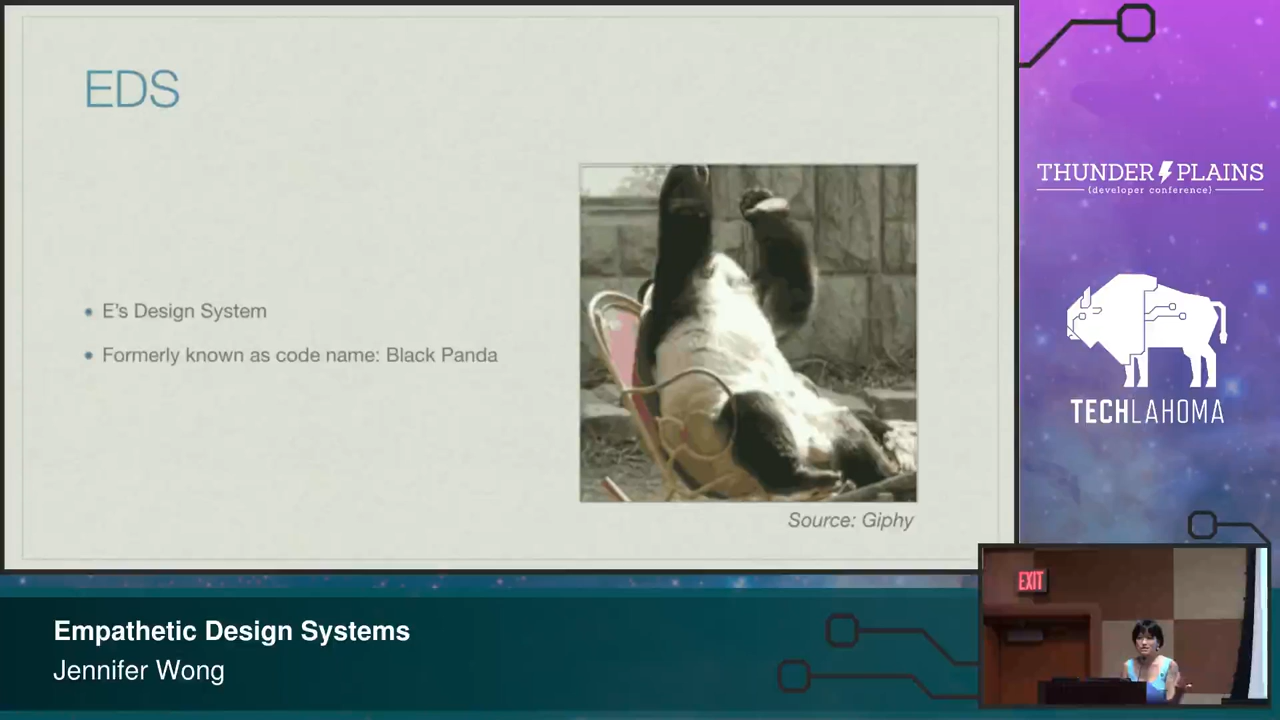 EDS
• E's Design System
• Formerly known as code name: Black Panda
Source: Giphy
THUNDER PLAINS
{developer conference}
TECHLAHOMA
EXIT
Empathetic Design Systems
Jennifer Wong